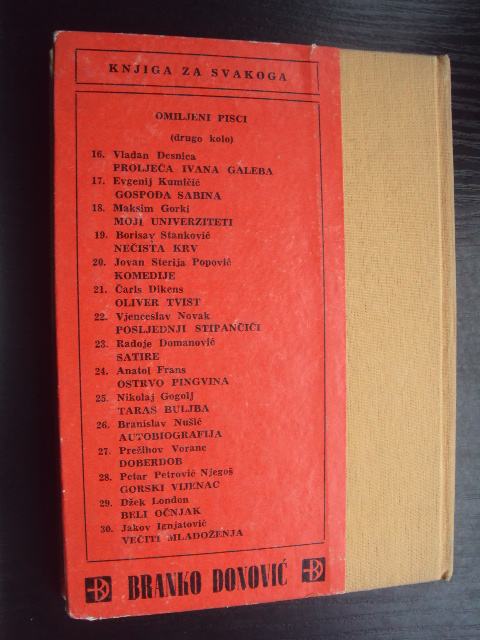 KNJIGA ZA SVAKOGA
OMILJENI PISCI
(drugo kolo)
16. Vladan Desnica
PROLJEĆA IVANA GALEBA
17. Evgenij Kumičić
GOSPOĐA SABINA
18. Maksim Gorki
MOJI UNIVERZITETI
19. Borisav Stanković
NEČISTA KRV
20. Jovan Sterija Popović
KOMEDIJE
21. Čarls Dikens
OLIVER TVIST
22. Vjenceslav Novak
POSLJEDNJI STIPANČIĆI
23. Radoje Domanović
SATIRE
24. Anatol Frans
OSTRVO PINGVINA
25. Nikolaj Gogolj
TARAS BULJBA
26. Branislav Nušić
AUTOBIOGRAFIJA
27. Prežihov Voranc
DOBERDOB
28. Petar Petrović Njegoš
GORSKI VIJENAC
29. Džek London
BELI OČNJAK
30. Jakov Ignjatović
VEČITI MLADOŽENJA
BRANKO ĐONOVIĆ